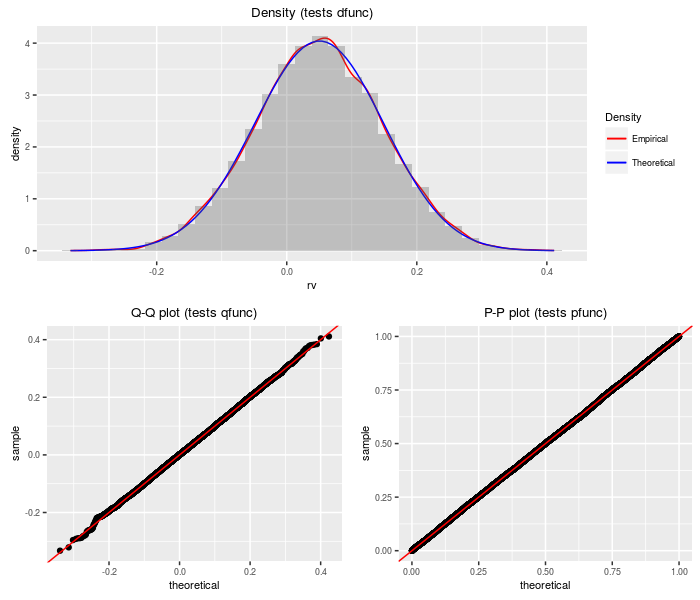 Density (tests dfunc)
density
4
3
2
1
0
-0.2
0.0
0.2
0.4
rv
Density
Empirical
Theoretical
Q-Q plot (tests qfunc)
sample
0.4
0.2
0.0
-0.2
-0.2
0.0
0.2
0.4
theoretical
P-P plot (tests pfunc)
sample
1.00
0.75
0.50
0.25
0.00
0.00
0.25
0.50
0.75
1.00
theoretical